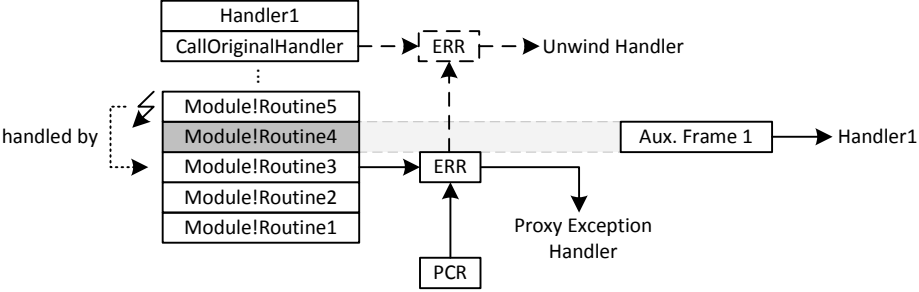 Handler1
CallOriginalHandler
ERR
Unwind Handler
⋮
Module!Routine5
handled by
Module!Routine4
Aux. Frame 1
Handler1
Module!Routine3
ERR
Module!Routine2
Module!Routine1
Proxy Exception
Handler
PCR